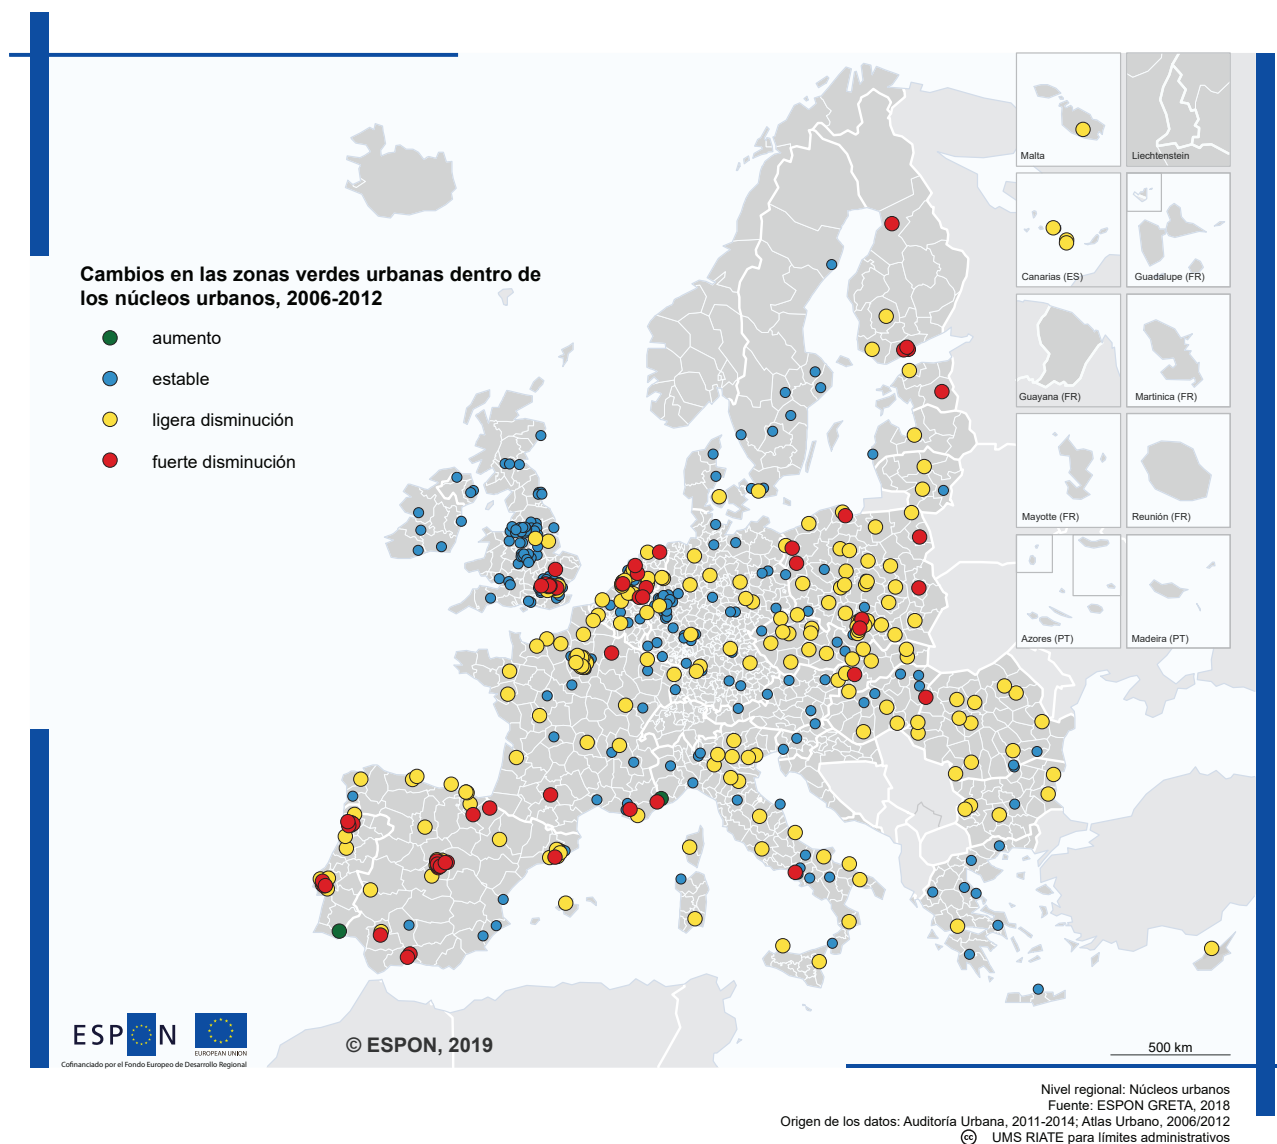 Cambios en las zonas verdes urbanas dentro de
los núcleos urbanos, 2006-2012
aumento
estable
ligera disminución
fuerte disminución
Malta
Liechtenstein
Canarias (ES)
Guadalupe (FR)
Guayana (FR)
Martinica (FR)
Mayotte (FR)
Reunión (FR)
Azores (PT)
Madeira (PT)
ESPON
EUROPEAN UNION
Cofinanciado por el Fondo Europeo de Desarrollo Regional
© ESPON, 2019
500 km
Nivel regional: Núcleos urbanos
Fuente: ESPON GRETA, 2018
Origen de los datos: Auditoría Urbana, 2011-2014; Atlas Urbano, 2006/2012
cc UMS RIATE para límites administrativos